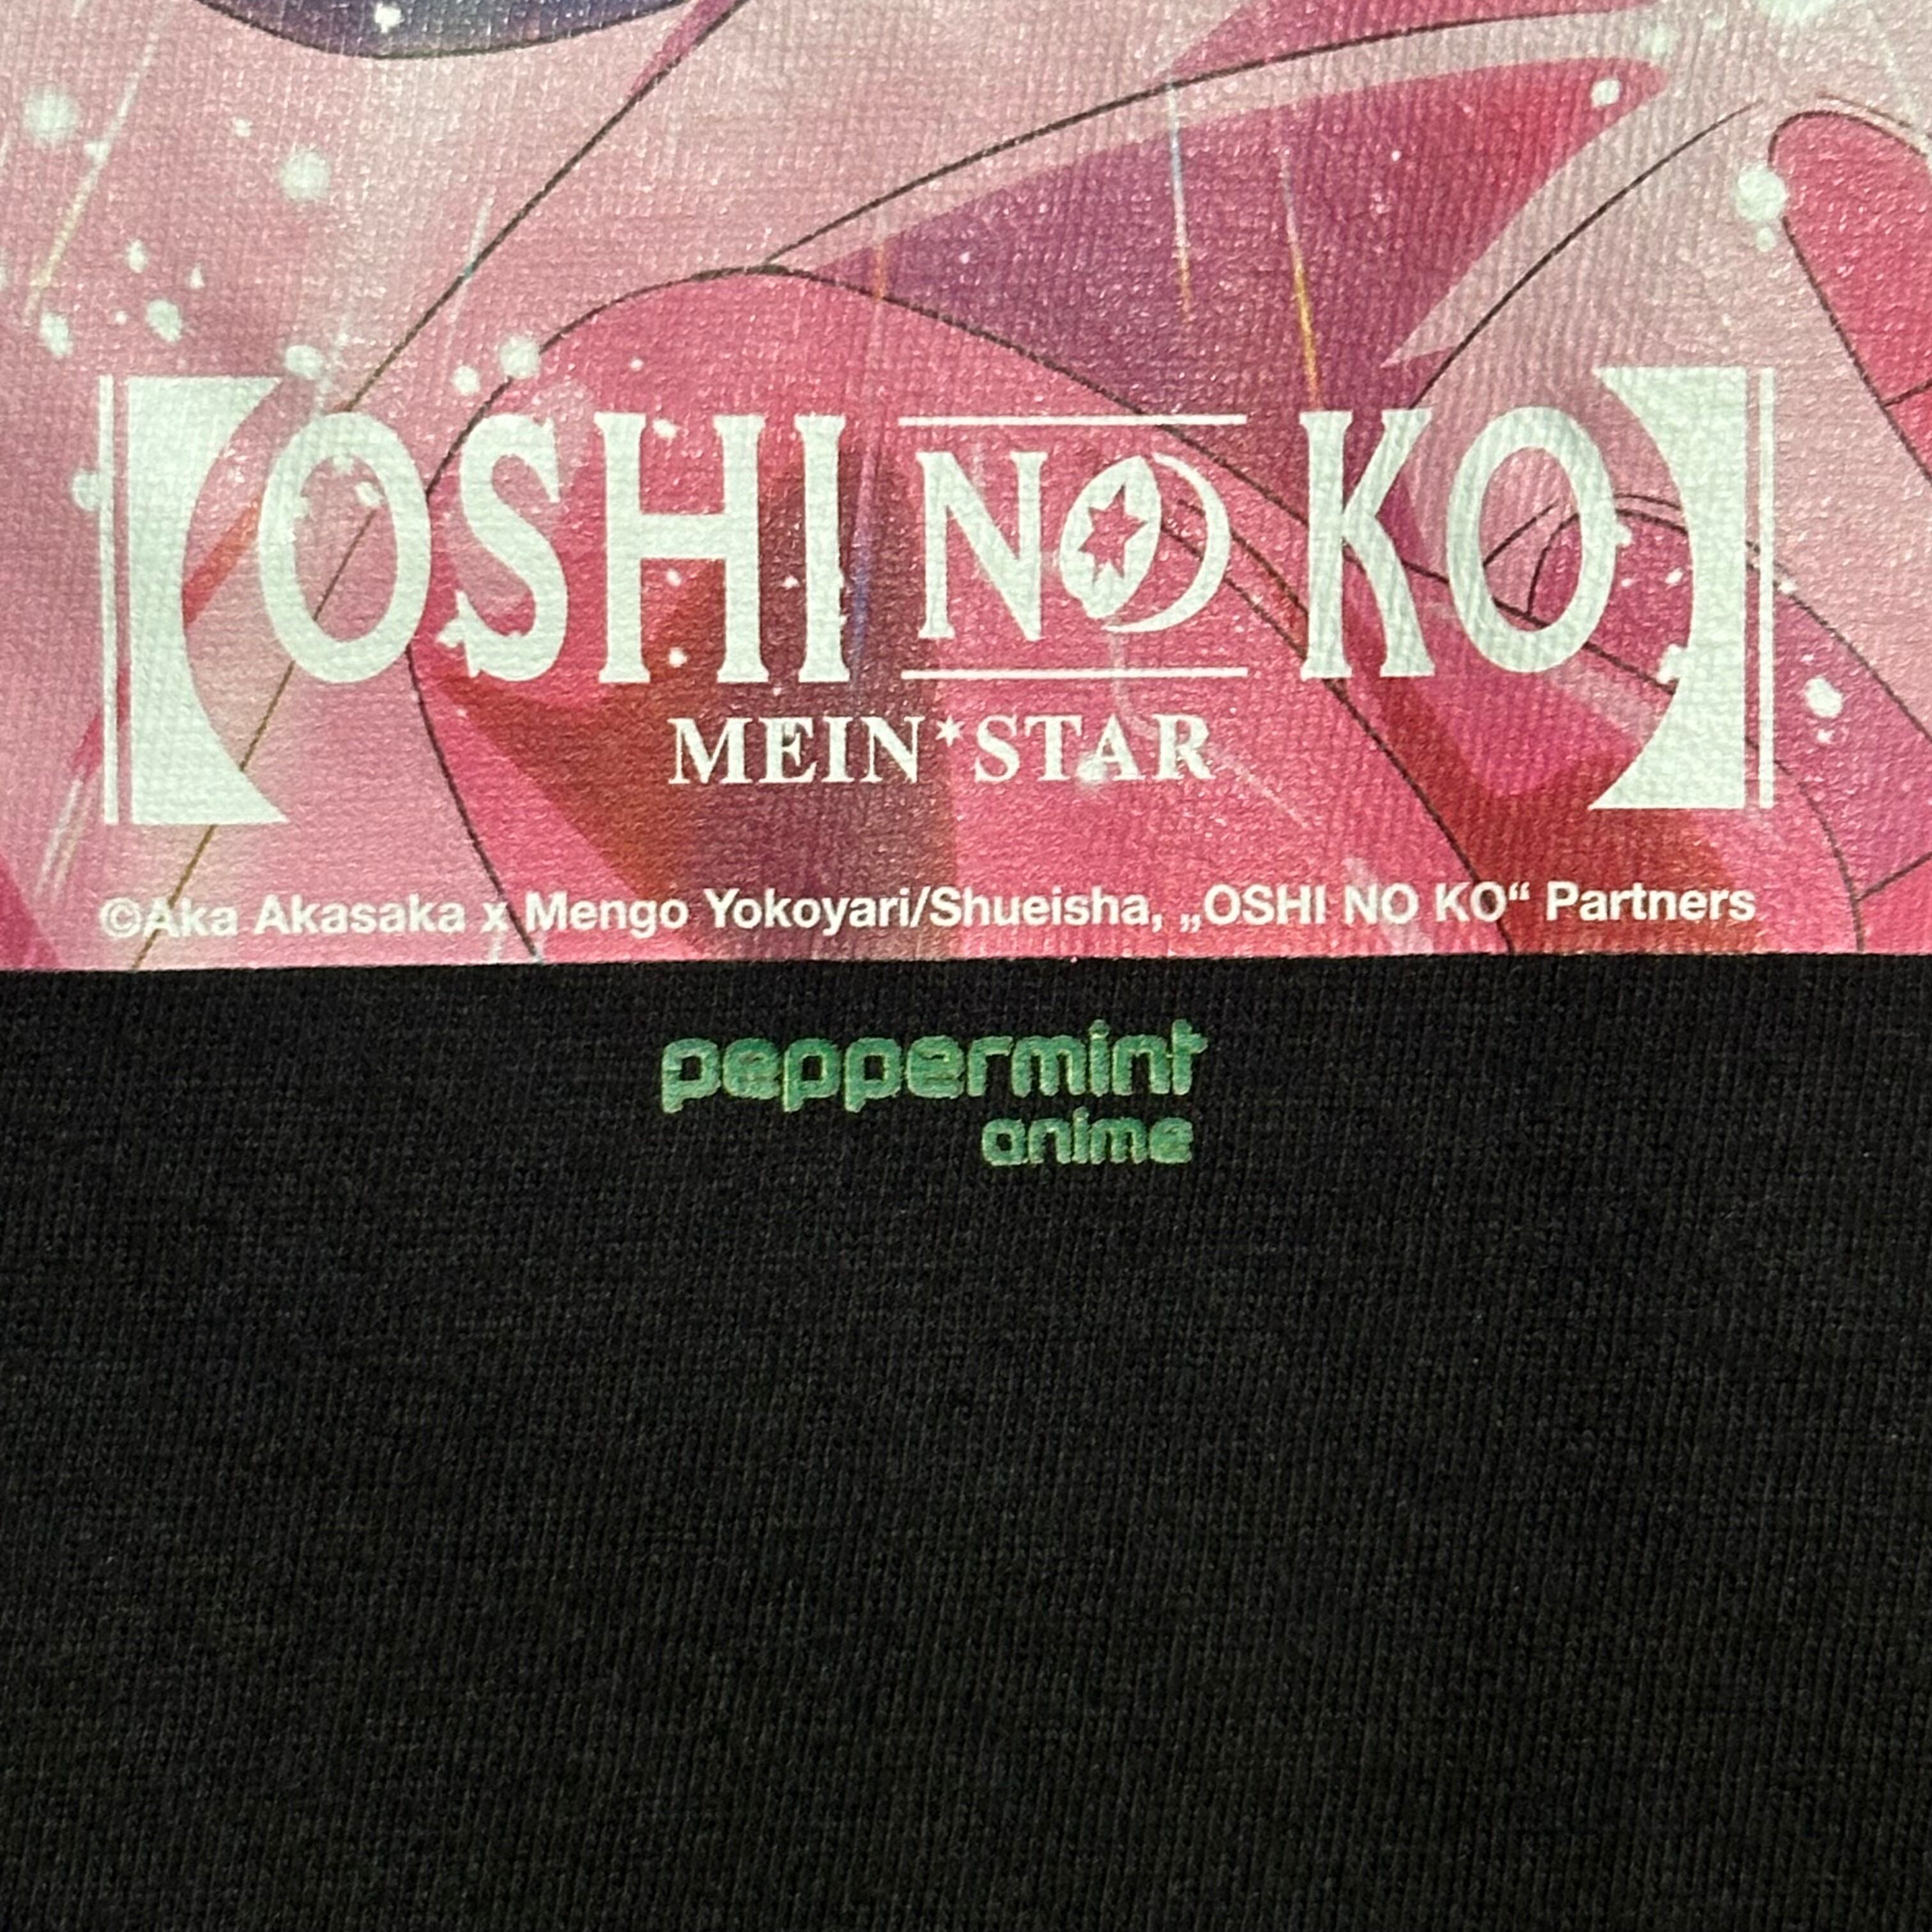 OSHI NO KO
MEIN*STAR
©Aka Akasaka x Mengo Yokoyari/Shueisha, „OSHI NO KO“ Partners
peppermint
anime